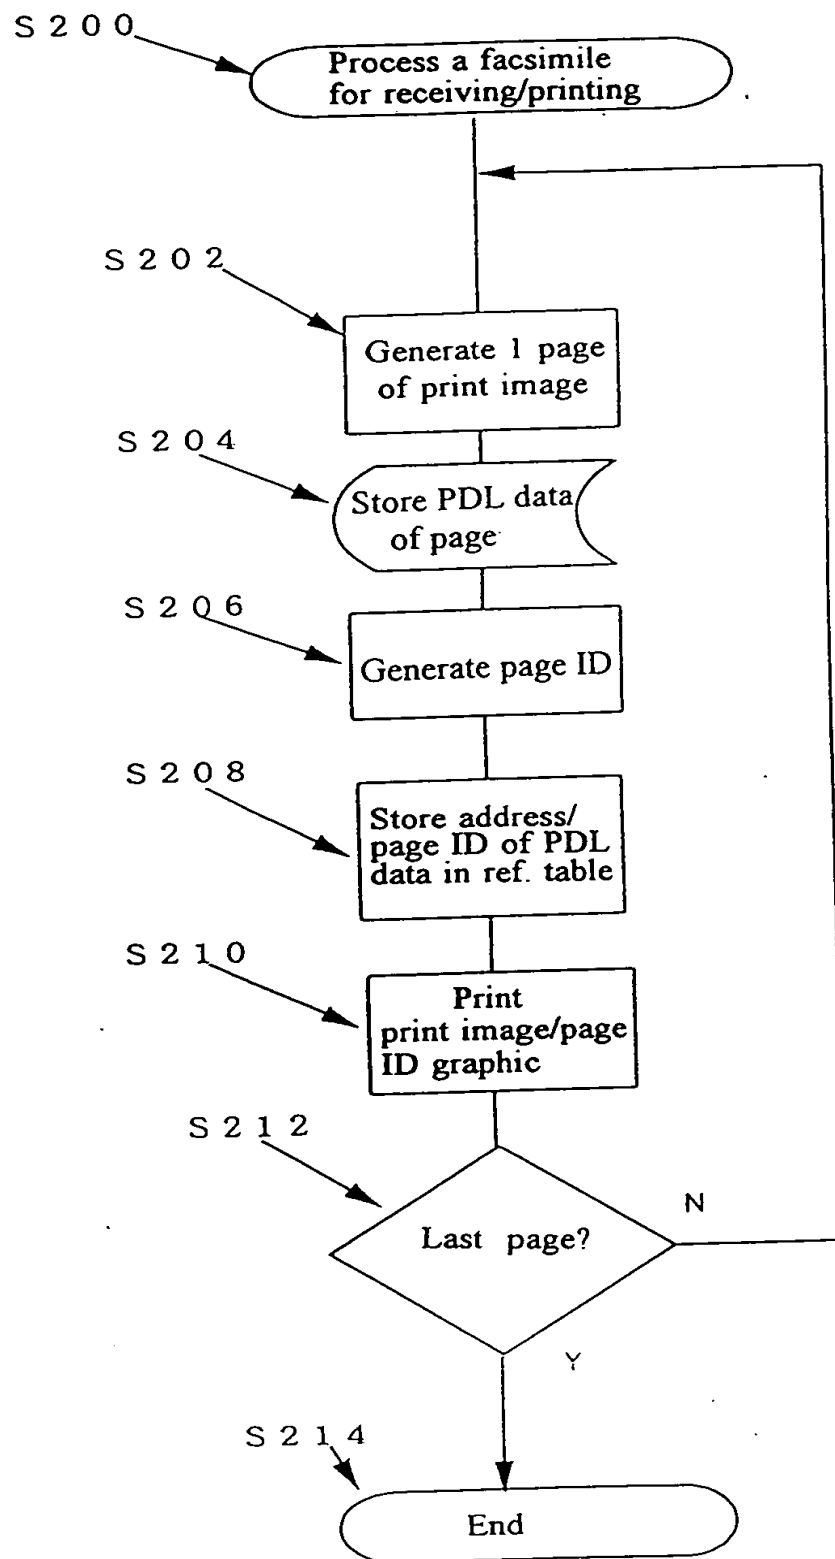 S200
Process a facsimile
for receiving/printing
S202
Generate 1 page
of print image
S204
Store PDL data
of page
S206
Generate page ID
S208
Store address/
page ID of PDL
data in ref. table
S210
Print
print image/page
ID graphic
S212
Last page?
N
Y
S214
End